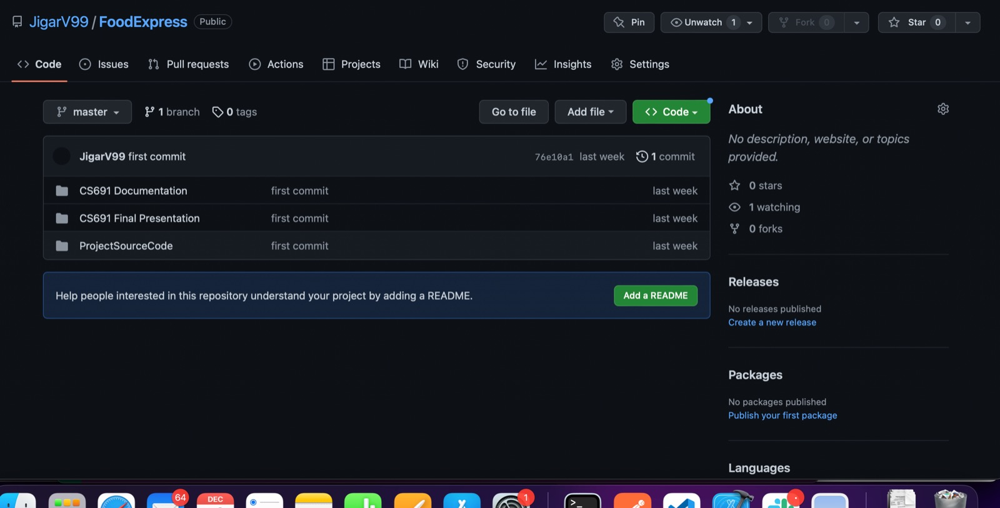 JigarV99 / FoodExpress Public
Pin Unwatch 1 Fork 0 Star 0
Code Issues Pull requests Actions Projects Wiki Security Insights Settings
master 1 branch 0 tags Go to file Add file Code
JigarV99 first commit 76e10a1 last week 1 commit
CS691 Documentation first commit last week
CS691 Final Presentation first commit last week
ProjectSourceCode first commit last week
Help people interested in this repository understand your project by adding a README. Add a README
About
No description, website, or topics
provided.
0 stars
1 watching
0 forks
Releases
No releases published
Create a new release
Packages
No packages published
Publish your first package
Languages
64 DEC 1 >_